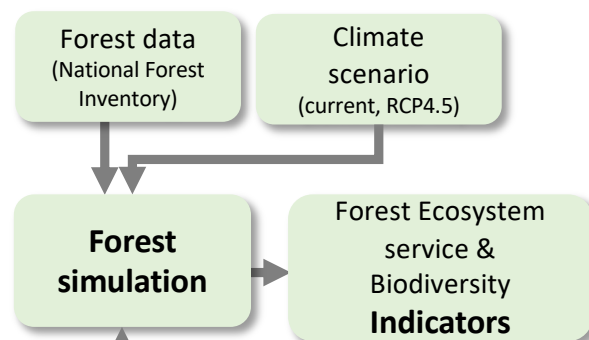 Forest data
(National Forest
Inventory)
Climate
scenario
(current, RCP4.5)
Forest
simulation
Forest Ecosystem
service &
Biodiversity
Indicators